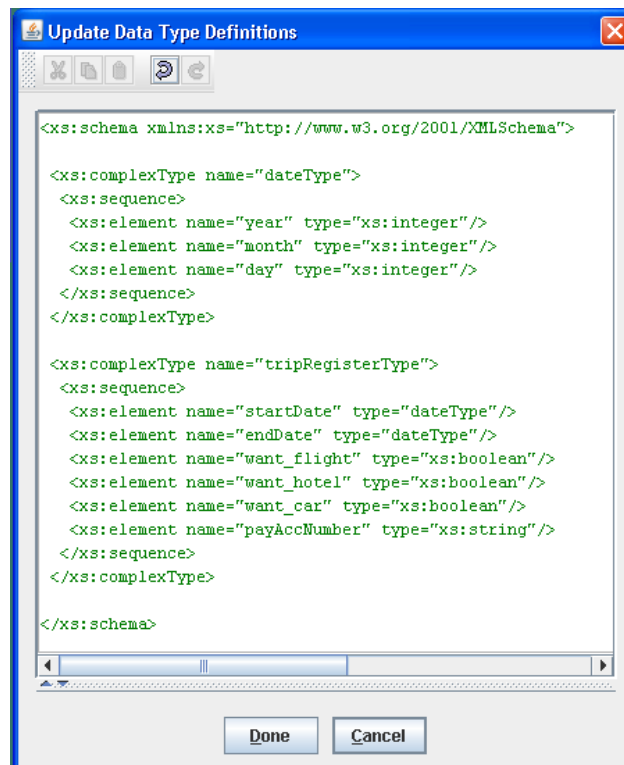 Update Data Type Definitions
<xs:schema xmlns:xs="http://www.w3.org/2001/XMLSchema">
<xs:complexType name="dateType">
<xs:sequence>
<xs:element name="year" type="xs:integer"/>
<xs:element name="month" type="xs:integer"/>
<xs:element name="day" type="xs:integer"/>
</xs:sequence>
</xs:complexType>
<xs:complexType name="tripRegisterType">
<xs:sequence>
<xs:element name="startDate" type="dateType"/>
<xs:element name="endDate" type="dateType"/>
<xs:element name="want_flight" type="xs:boolean"/>
<xs:element name="want_hotel" type="xs:boolean"/>
<xs:element name="want_car" type="xs:boolean"/>
<xs:element name="payAccNumber" type="xs:string"/>
</xs:sequence>
</xs:complexType>
</xs:schema>
Done Cancel